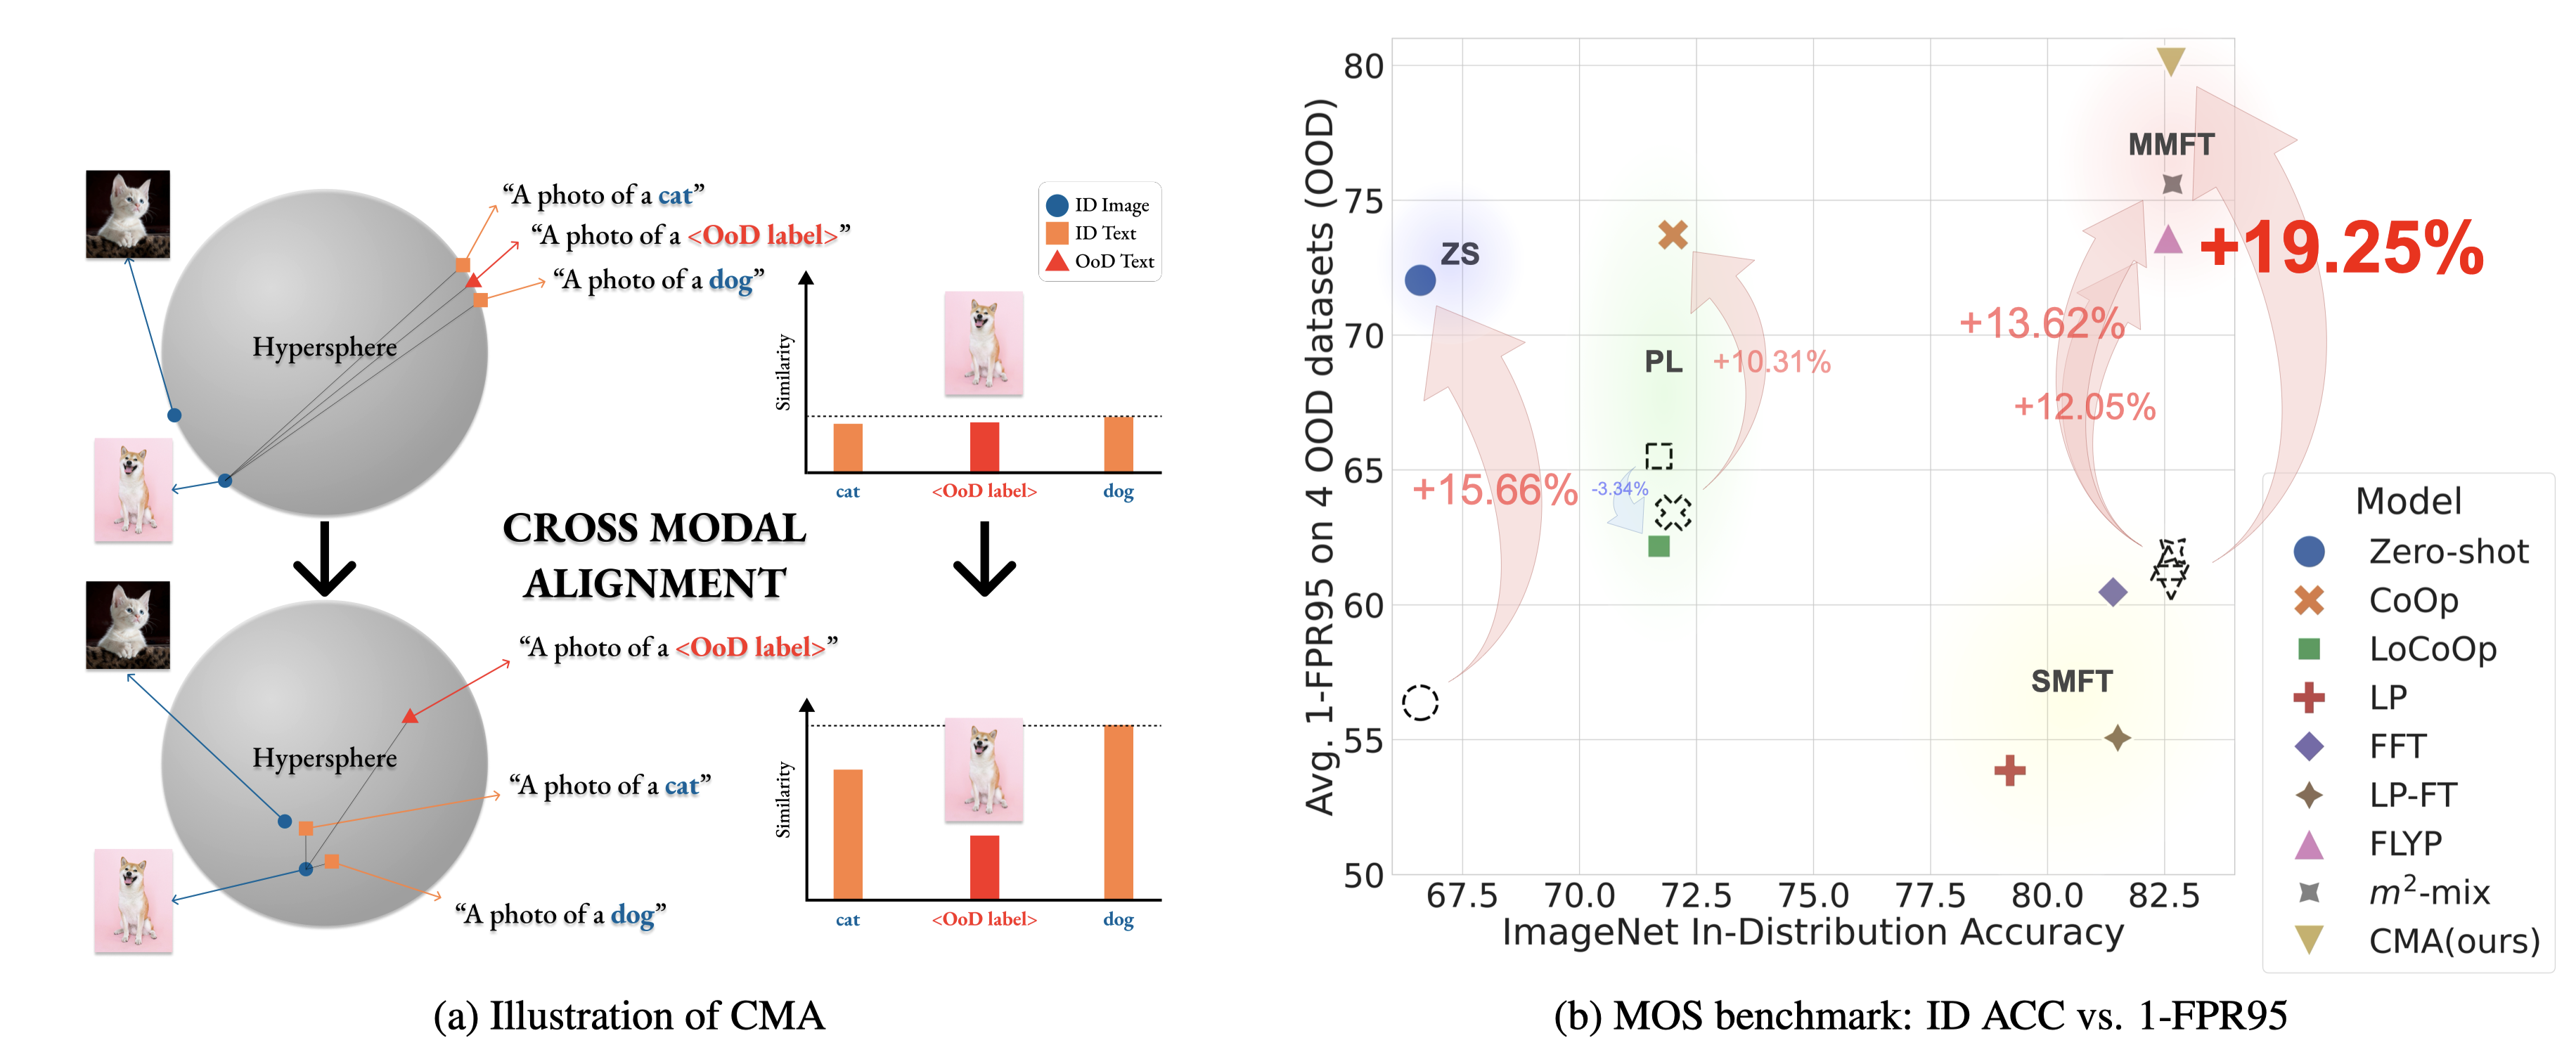 “A photo of a cat”
“A photo of a <OoD label>”
“A photo of a dog”
Hypersphere
ID Image
ID Text
OoD Text
Similarity
cat
<OoD label>
dog
CROSS MODAL
ALIGNMENT
“A photo of a <OoD label>”
Hypersphere
“A photo of a cat”
“A photo of a dog”
Similarity
cat
<OoD label>
dog
(a) Illustration of CMA
Avg. 1-FPR95 on 4 OOD datasets (OOD)
80
75
70
65
60
55
50
67.5
70.0
72.5
75.0
77.5
80.0
82.5
ImageNet In-Distribution Accuracy
ZS
PL
MMFT
SMFT
+15.66%
-3.34%
+10.31%
+13.62%
+12.05%
+19.25%
Model
Zero-shot
CoOp
LoCoOp
LP
FFT
LP-FT
FLYP
m²-mix
CMA(ours)
(b) MOS benchmark: ID ACC vs. 1-FPR95